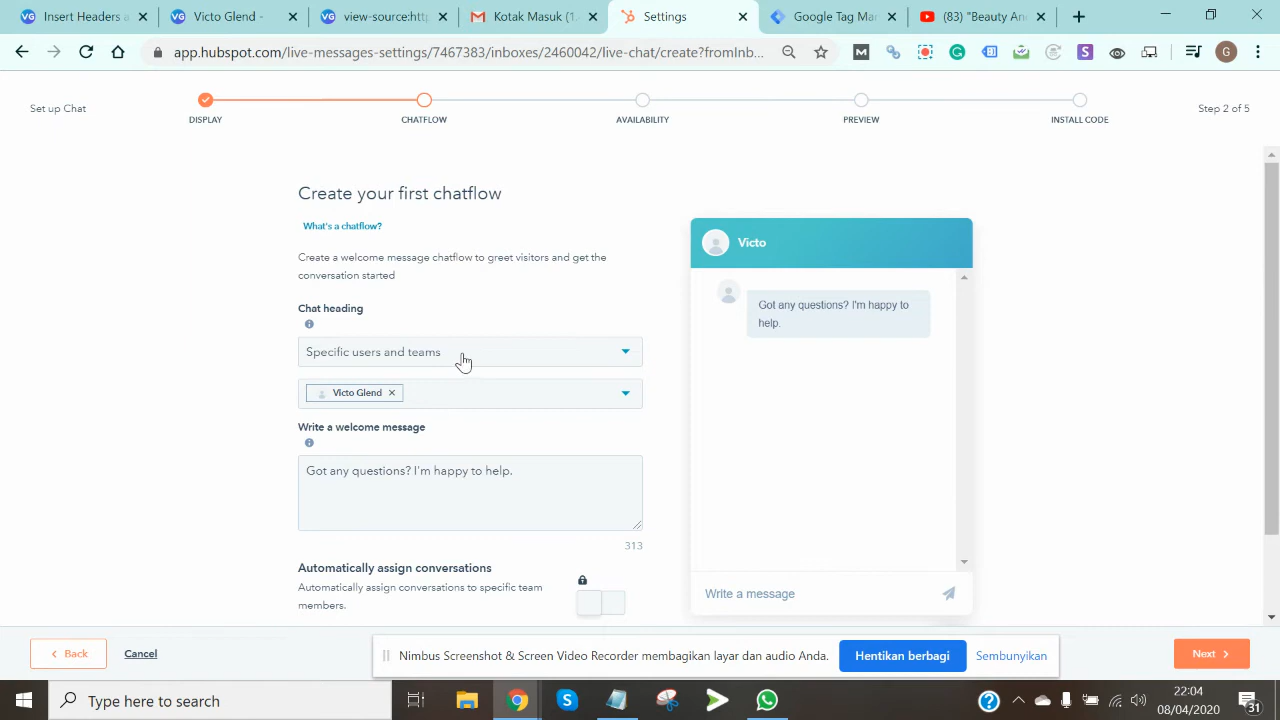 Inserting Headers a
Victo Glend -
view-sourcehttp
Kotak Masuk (1.
Settings
Google Tag Mar
(83) "Beauty An
app.hubspot.com/live-messages-settings/7467383/inboxes/2460042/live-chat/create?fromInb...
Set up Chat
DISPLAY
CHATFLOW
AVAILABILITY
PREVIEW
INSTALL CODE
Step 2 of 5
Create your first chatflow
What's a chatflow?
Create a welcome message chatflow to greet visitors and get the
conversation started
Chat heading
Specific users and teams
Victo Glend
Write a welcome message
Got any questions? I'm happy to help.
313
Automatically assign conversations
Automatically assign conversations to specific team
members.
Victo
Got any questions? I'm happy to
help.
Write a message
Back
Cancel
Nimbus Screenshot & Screen Video Recorder membagikan layar dan audio Anda.
Hentikan berbagi
Sembunyikan
Next
Type here to search
22:04
08/04/2020
31